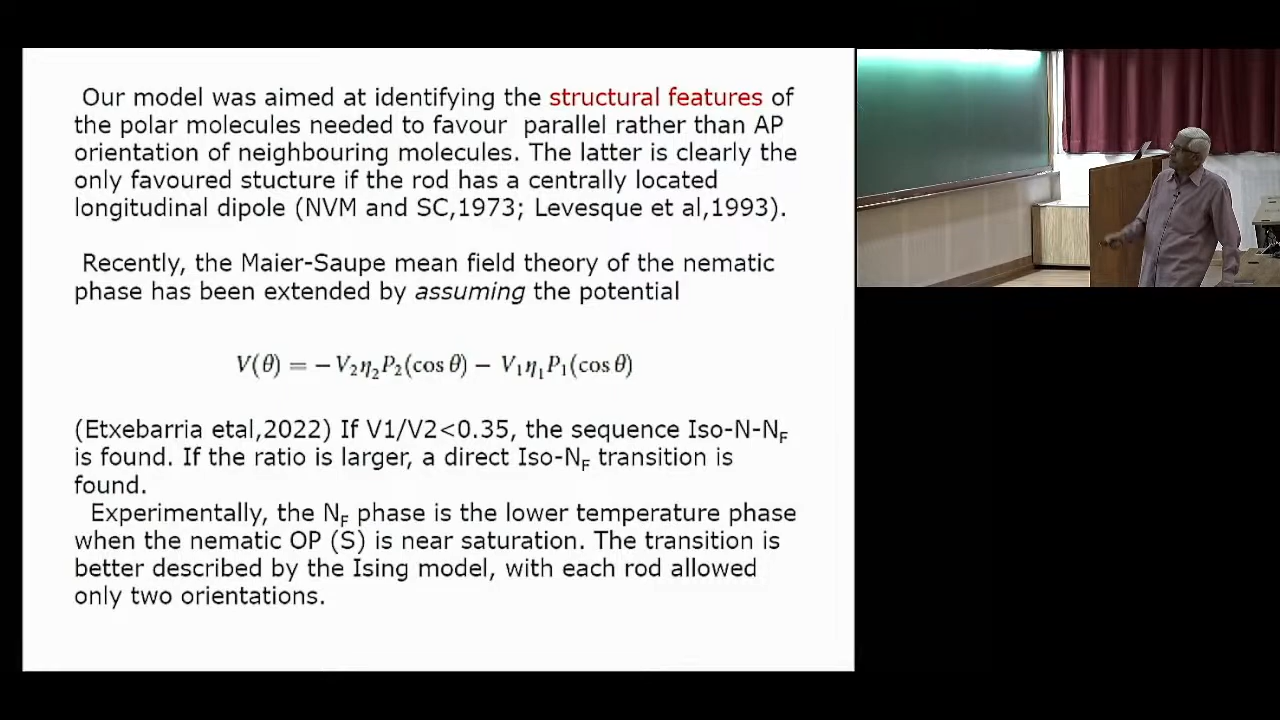 Our model was aimed at identifying the structural features of
the polar molecules needed to favour parallel rather than AP
orientation of neighbouring molecules. The latter is clearly the
only favoured stucture if the rod has a centrally located
longitudinal dipole (NVM and SC,1973; Levesque et al,1993).
Recently, the Maier-Saupe mean field theory of the nematic
phase has been extended by assuming the potential
V(θ) = − V₂η₂P₂(cos θ) − V₁η₁P₁(cos θ)
(Etxebarria etal,2022) If V1/V2<0.35, the sequence Iso-N-N_F
is found. If the ratio is larger, a direct Iso-N_F transition is
found.
Experimentally, the N_F phase is the lower temperature phase
when the nematic OP (S) is near saturation. The transition is
better described by the Ising model, with each rod allowed
only two orientations.